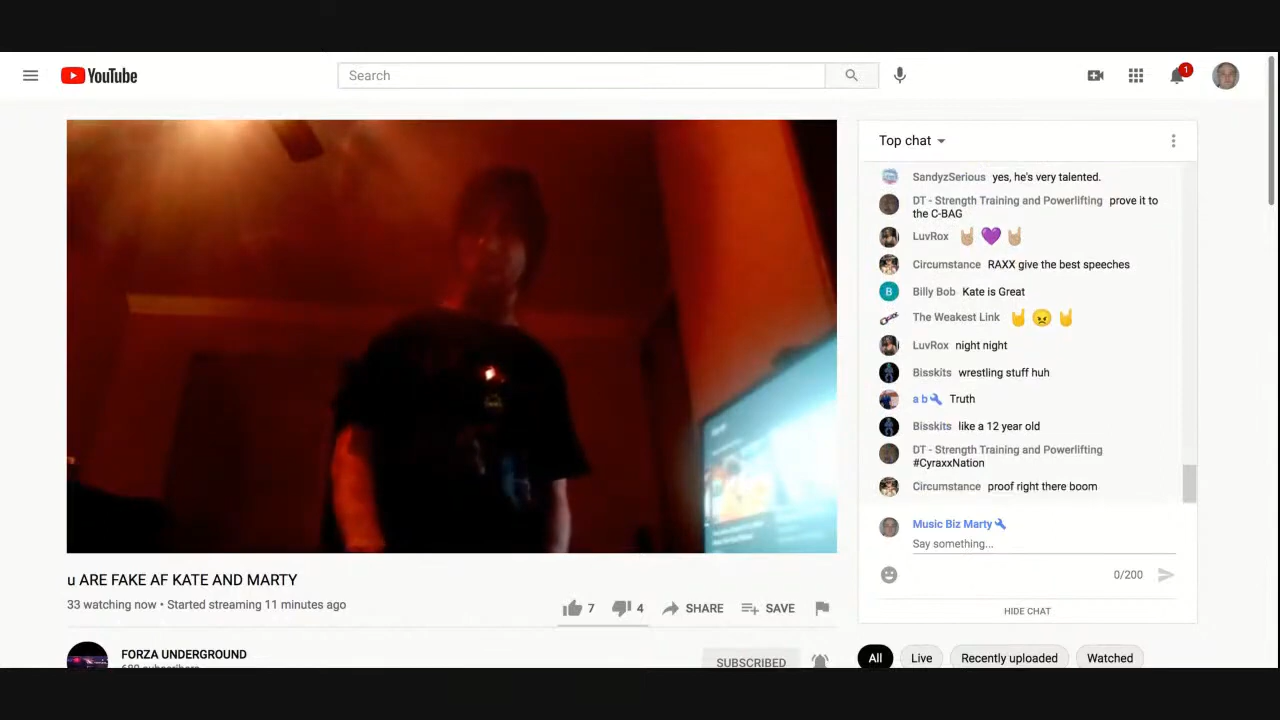 YouTube
Search
1
Top chat
SandyzSerious yes, he's very talented.
DT - Strength Training and Powerlifting prove it to
the C-BAG
LuvRox
Circumstance RAXX give the best speeches
B Billy Bob Kate is Great
The Weakest Link
LuvRox night night
Bisskits wrestling stuff huh
a b Truth
Bisskits like a 12 year old
DT - Strength Training and Powerlifting
#CyraxxNation
Circumstance proof right there boom
Music Biz Marty
Say something...
0/200
HIDE CHAT
u ARE FAKE AF KATE AND MARTY
33 watching now • Started streaming 11 minutes ago
7 4 SHARE SAVE
FORZA UNDERGROUND
SUBSCRIBED
All Live Recently uploaded Watched